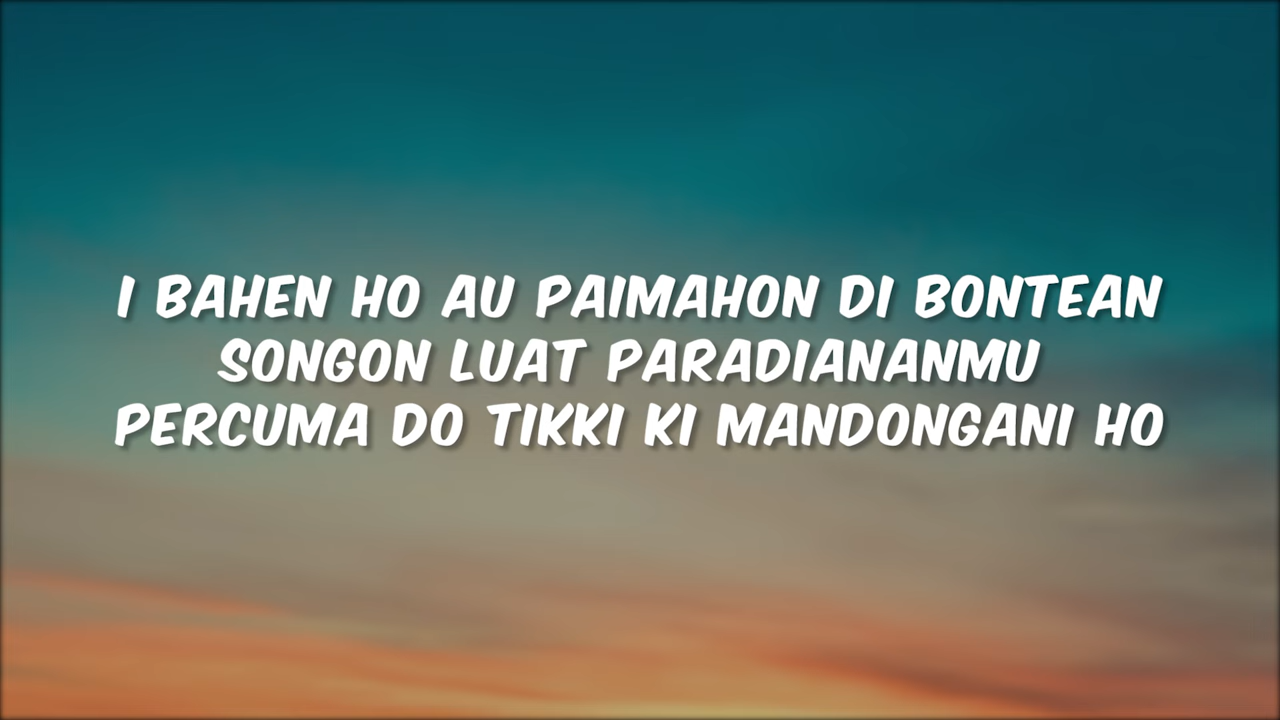 I BAHEN HO AU PAIMAHON DI BONTEAN
SONGON LUAT PARADIANANMU
PERCUMA DO TIKKI KI MANDONGANI HO